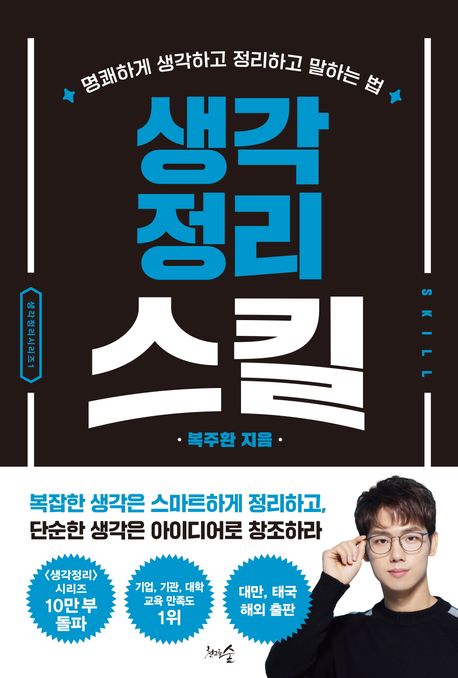 명쾌하게 생각하고 정리하고 말하는 법
생각
정리
스킬
생각정리시리즈1
SKILL
· 복주환 지음 ·
복잡한 생각은 스마트하게 정리하고,
단순한 생각은 아이디어로 창조하라
〈생각정리〉
시리즈
10만 부
돌파
기업, 기관, 대학
교육 만족도
1위
대만, 태국
해외 출판
천그루숲